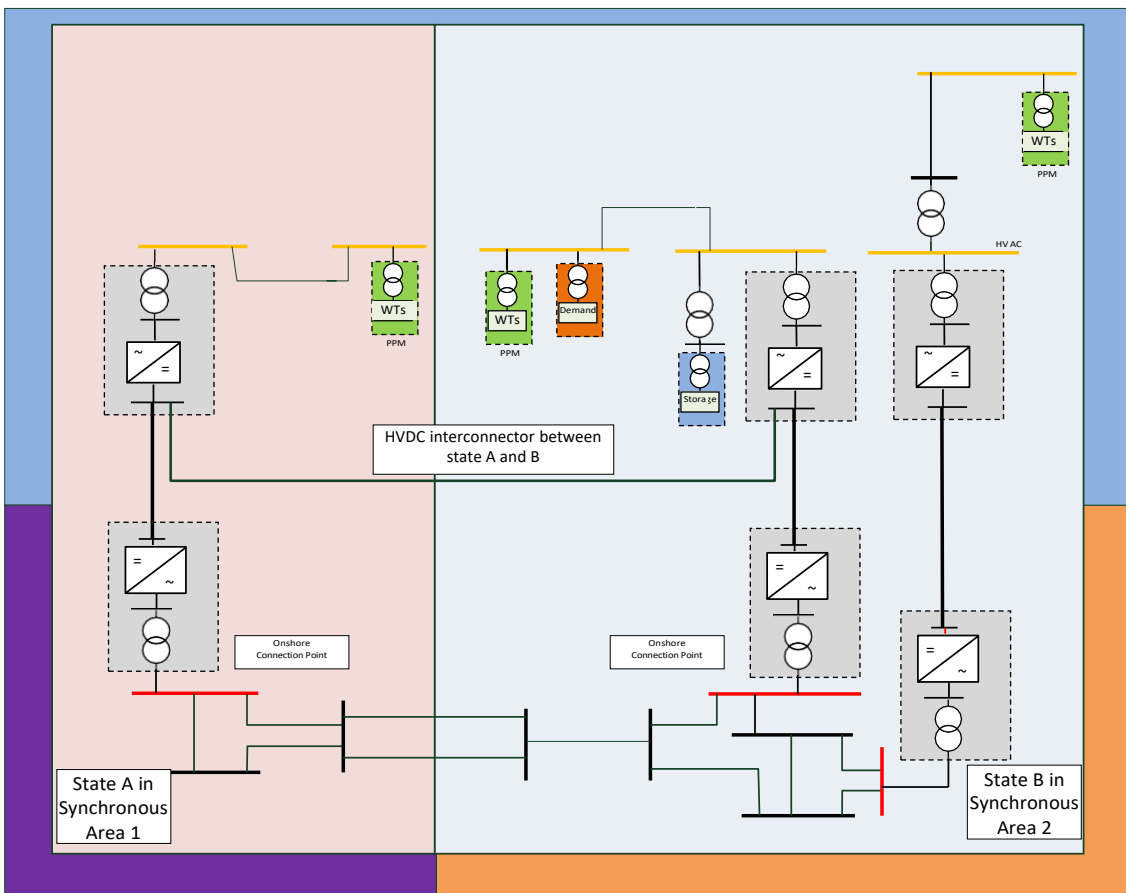 WTs
PPM
HV AC
WTs
PPM
WTs
PPM
Demand
Storage
~
=
~
=
~
=
HVDC interconnector between
state A and B
=
~
=
~
=
~
Onshore
Connection Point
Onshore
Connection Point
State A in
Synchronous
Area 1
State B in
Synchronous
Area 2